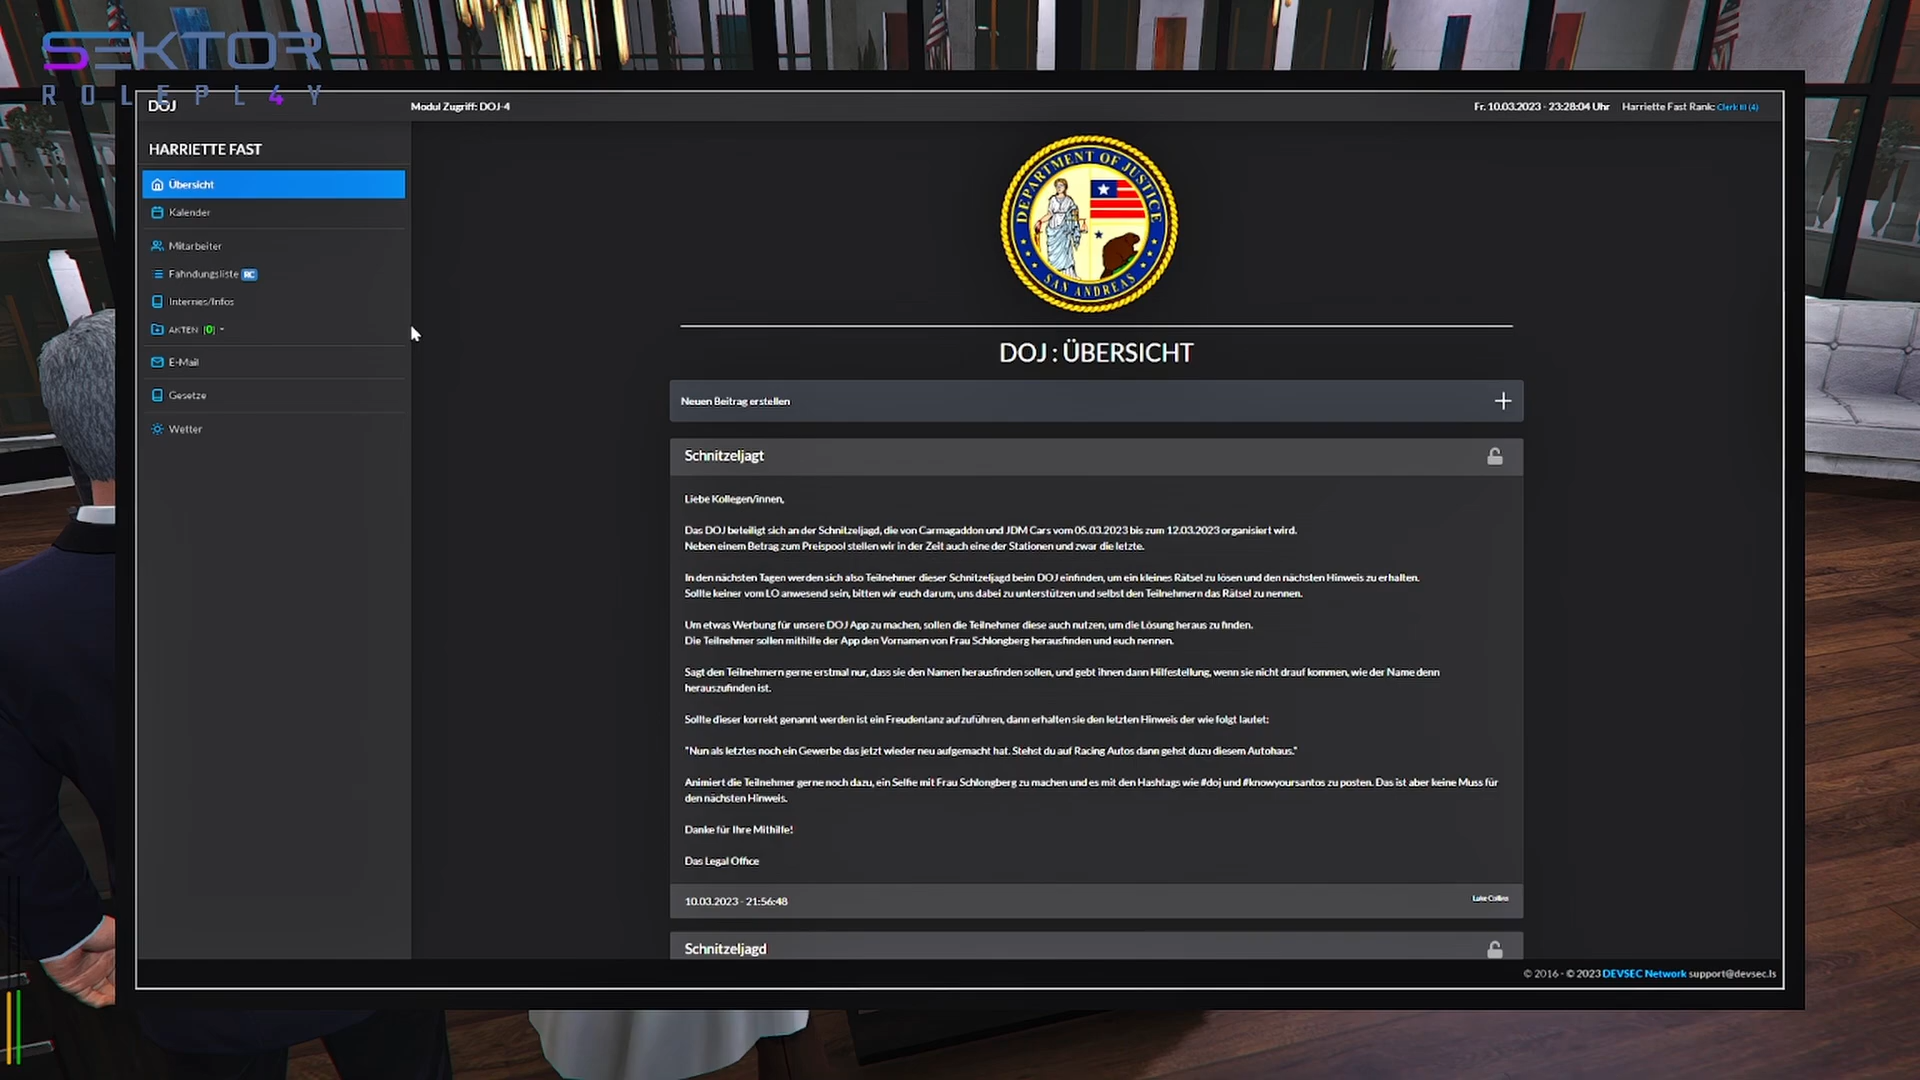 SEKTOR
ROLEPL4Y
DOJ
Modul Zugriff: DOJ-4
Fr. 10.03.2023 - 23:28:04 Uhr
Harriette Fast Rank: Clerk III (4)
HARRIETTE FAST
Übersicht
Kalender
Mitarbeiter
Fahndungsliste RC
Internes/Infos
AKTEN [0]
E-Mail
Gesetze
Wetter
DEPARTMENT OF JUSTICE
SAN ANDREAS
DOJ : ÜBERSICHT
Neuen Beitrag erstellen
Schnitzeljagt
Liebe Kollegen/innen,
Das DOJ beteiligt sich an der Schnitzeljagd, die von Carmagaddon und JDM Cars vom 05.03.2023 bis zum 12.03.2023 organisiert wird.
Neben einem Betrag zum Preispool stellen wir in der Zeit auch eine der Stationen und zwar die letzte.
In den nächsten Tagen werden sich also Teilnehmer dieser Schnitzeljagd beim DOJ einfinden, um ein kleines Rätsel zu lösen und den nächsten Hinweis zu erhalten.
Sollte keiner vom LO anwesend sein, bitten wir euch darum, uns dabei zu unterstützen und selbst den Teilnehmern das Rätsel zu nennen.
Um etwas Werbung für unsere DOJ App zu machen, sollen die Teilnehmer diese auch nutzen, um die Lösung heraus zu finden.
Die Teilnehmer sollen mithilfe der App den Vornamen von Frau Schlongberg herausfinden und euch nennen.
Sagt den Teilnehmern gerne erstmal nur, dass sie den Namen herausfinden sollen, und gebt ihnen dann Hilfestellung, wenn sie nicht drauf kommen, wie der Name denn
herauszufinden ist.
Sollte dieser korrekt genannt werden ist ein Freudentanz aufzuführen, dann erhalten sie den letzten Hinweis der wie folgt lautet:
"Nun als letztes noch ein Gewerbe das jetzt wieder neu aufgemacht hat. Stehst du auf Racing Autos dann gehst duzu diesem Autohaus."
Animiert die Teilnehmer gerne noch dazu, ein Selfie mit Frau Schlongberg zu machen und es mit den Hashtags wie #doj und #knowyoursantos zu posten. Das ist aber keine Muss für
den nächsten Hinweis.
Danke für Ihre Mithilfe!
Das Legal Office
10.03.2023 - 21:56:48
Luke Collins
Schnitzeljagd
© 2016 - © 2023 DEVSEC Network support@devsec.ls